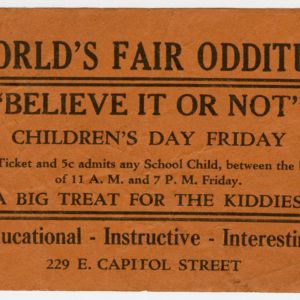 ORLD'S FAIR ODDITU
"BELIEVE IT OR NOT"
CHILDREN'S DAY FRIDAY
Ticket and 5c admits any School Child, between the
of 11 A. M. and 7 P. M. Friday.
A BIG TREAT FOR THE KIDDIES
ucational - Instructive - Interestin
229 E. CAPITOL STREET